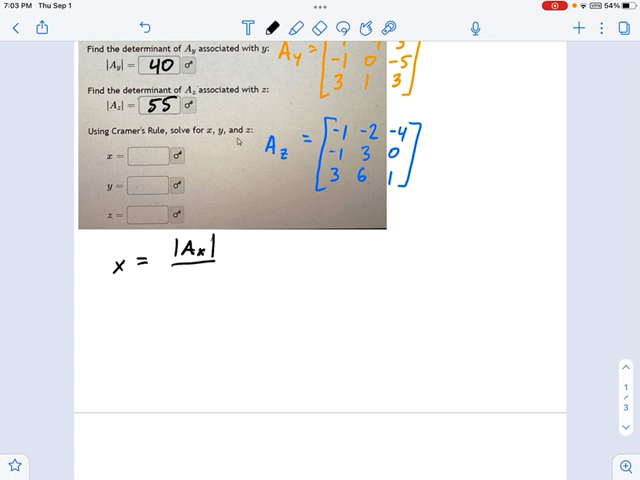 7:03 PM Thu Sep 1
VPN 54%
Find the determinant of Ay associated with y:
|Ay| = 40
Find the determinant of Az associated with z:
|Az| = 55
Using Cramer's Rule, solve for x, y, and z:
x =
y =
z =
AY =
-1 0 -5
3 1 3
Az = -1 -2 -4
-1 3 0
3 6 1
x = |Ax|
1
/
3